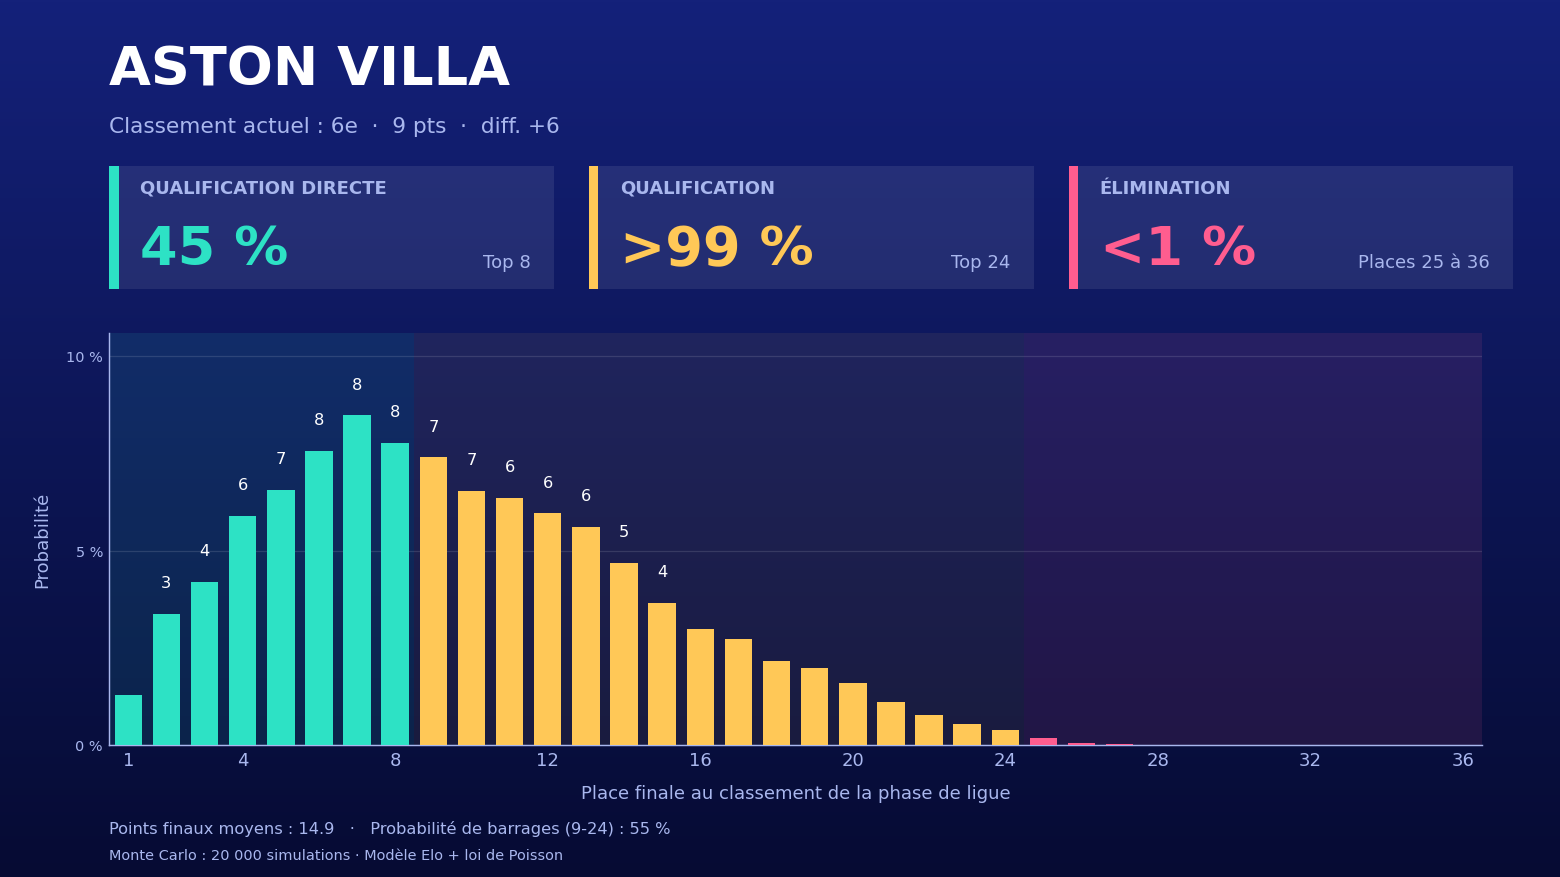 ASTON VILLA
Classement actuel : 6e · 9 pts · diff. +6
QUALIFICATION DIRECTE
45 %
Top 8
QUALIFICATION
>99 %
Top 24
ÉLIMINATION
<1 %
Places 25 à 36
Probabilité
10 %
5 %
0 %
3
4
6
7
8
8
8
7
7
6
6
6
5
4
1 4 8 12 16 20 24 28 32 36
Place finale au classement de la phase de ligue
Points finaux moyens : 14.9 · Probabilité de barrages (9-24) : 55 %
Monte Carlo : 20 000 simulations · Modèle Elo + loi de Poisson